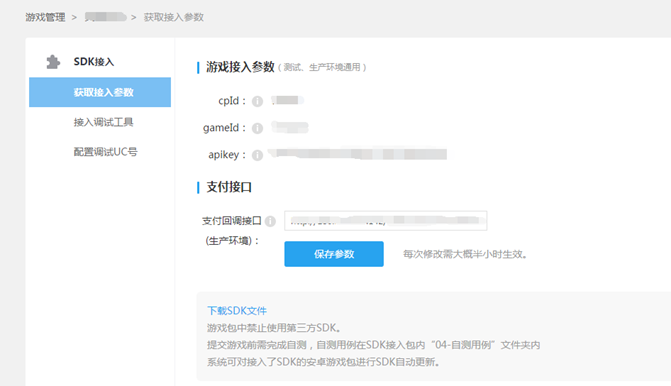 游戏管理 > > 获取接入参数
SDK接入
获取接入参数
接入调试工具
配置调试UC号
游戏接入参数（测试、生产环境通用）
cpId：
gameId：
apikey：
支付接口
支付回调接口
(生产环境)：
保存参数 每次修改需大概半小时生效。
下载SDK文件
游戏包中禁止使用第三方SDK。
提交游戏前需完成自测，自测用例在SDK接入包内“04-自测用例”文件夹内
系统可对接入了SDK的安卓游戏包进行SDK自动更新。